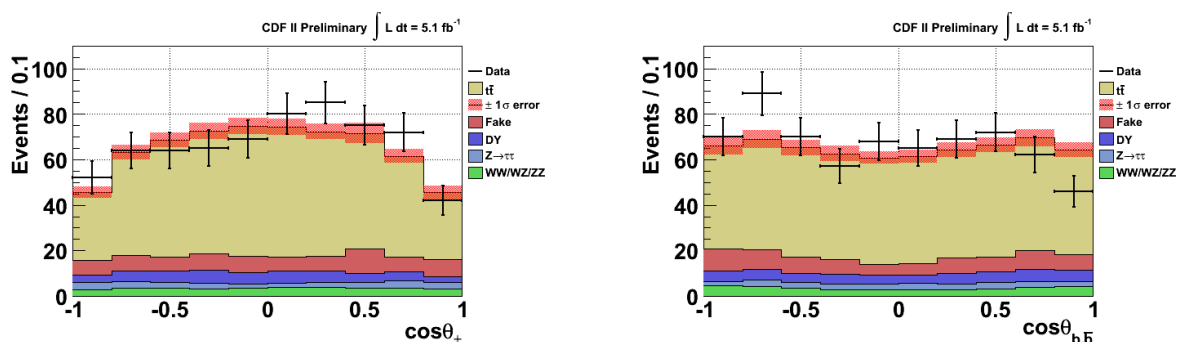 CDF II Preliminary ∫ L dt = 5.1 fb⁻¹
Events / 0.1
100
80
60
40
20
0
-1 -0.5 0 0.5 1
cosθ₊
Data
tt̄
± 1σ error
Fake
DY
Z→ττ
WW/WZ/ZZ
CDF II Preliminary ∫ L dt = 5.1 fb⁻¹
Events / 0.1
100
80
60
40
20
0
-1 -0.5 0 0.5 1
cosθ_b,b̄
Data
tt̄
± 1σ error
Fake
DY
Z→ττ
WW/WZ/ZZ